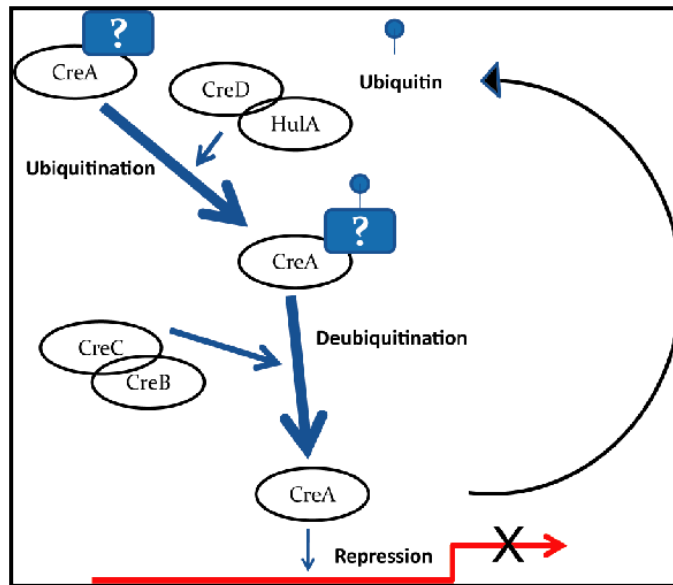 ?
CreA
CreD
HulA
Ubiquitin
Ubiquitination
?
CreA
Deubiquitination
CreC
CreB
CreA
Repression
X